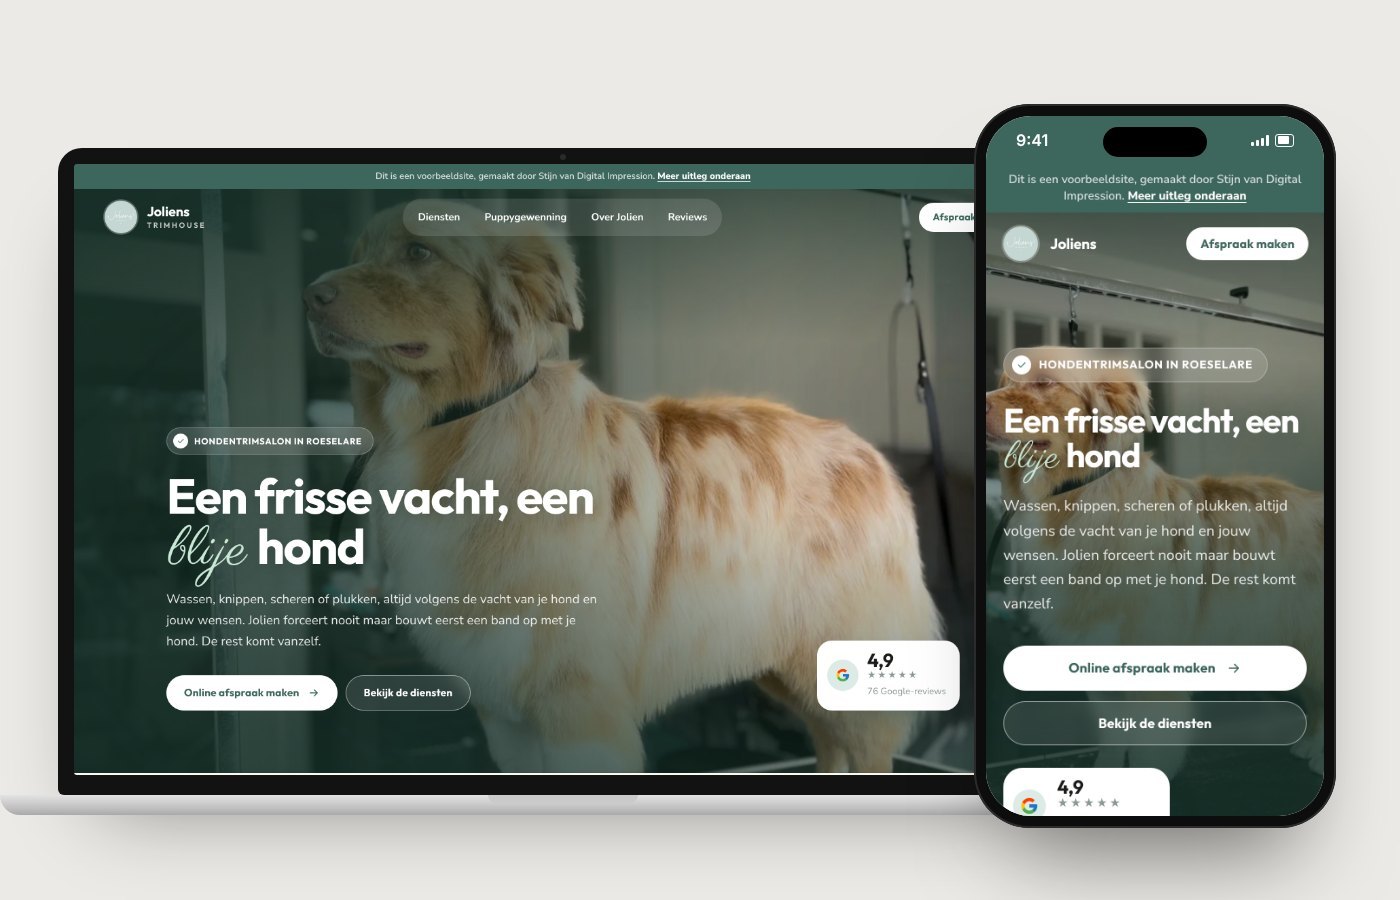 Dit is een voorbeeldsite, gemaakt door Stijn van Digital Impression. Meer uitleg onderaan
Joliens
TRIMHOUSE
Diensten
Puppygewenning
Over Jolien
Reviews
Afspraak
HONDENTRIMSALON IN ROESELARE
Een frisse vacht, een
blije hond
Wassen, knippen, scheren of plukken, altijd volgens de vacht van je hond en
jouw wensen. Jolien forceert nooit maar bouwt eerst een band op met je
hond. De rest komt vanzelf.
Online afspraak maken →
Bekijk de diensten
4,9
★★★★★
76 Google-reviews
9:41
Dit is een voorbeeldsite, gemaakt door Stijn van Digital
Impression. Meer uitleg onderaan
Joliens
Afspraak maken
HONDENTRIMSALON IN ROESELARE
Een frisse vacht, een
blije hond
Wassen, knippen, scheren of plukken, altijd
volgens de vacht van je hond en jouw
wensen. Jolien forceert nooit maar bouwt
eerst een band op met je hond. De rest komt
vanzelf.
Online afspraak maken →
Bekijk de diensten
4,9
★★★★★